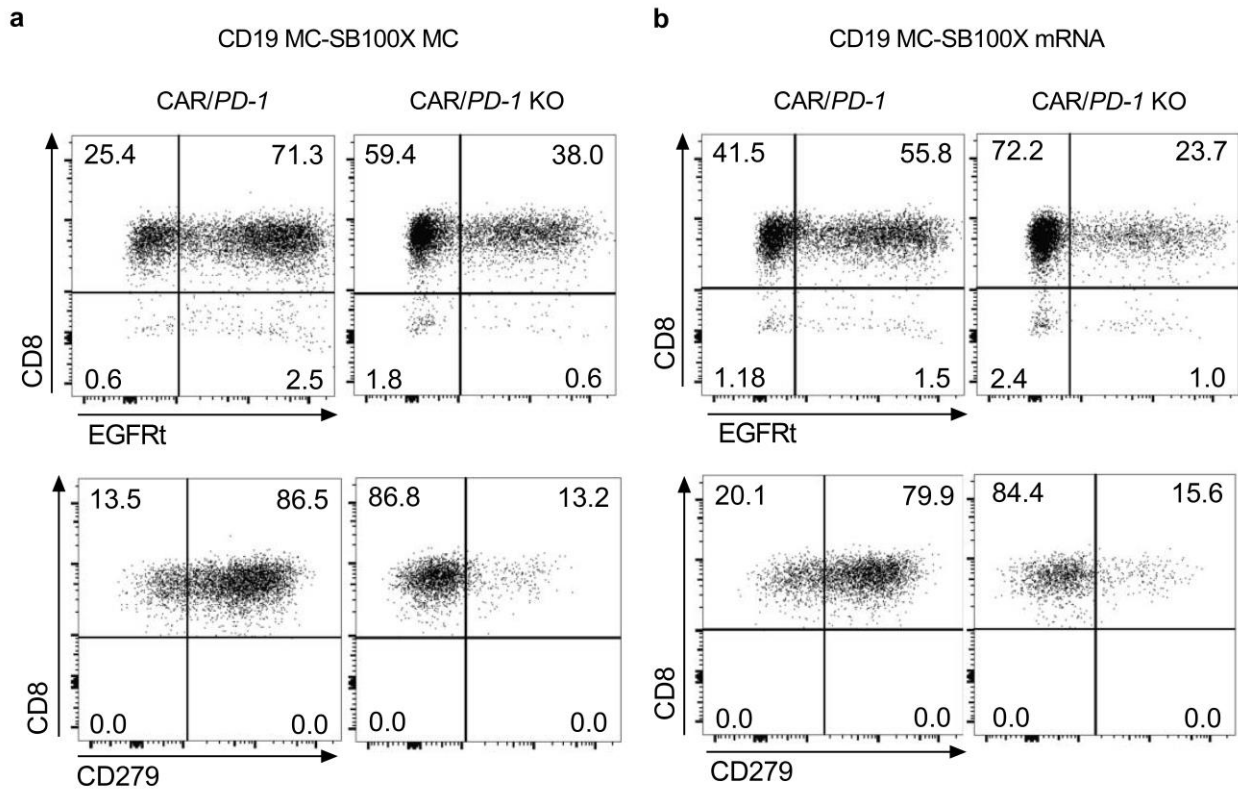 a
CD19 MC-SB100X MC
CAR/PD-1
CAR/PD-1 KO
25.4 71.3
0.6 2.5
59.4 38.0
1.8 0.6
CD8
EGFRt
13.5 86.5
0.0 0.0
86.8 13.2
0.0 0.0
CD8
CD279
b
CD19 MC-SB100X mRNA
CAR/PD-1
CAR/PD-1 KO
41.5 55.8
1.18 1.5
72.2 23.7
2.4 1.0
CD8
EGFRt
20.1 79.9
0.0 0.0
84.4 15.6
0.0 0.0
CD8
CD279